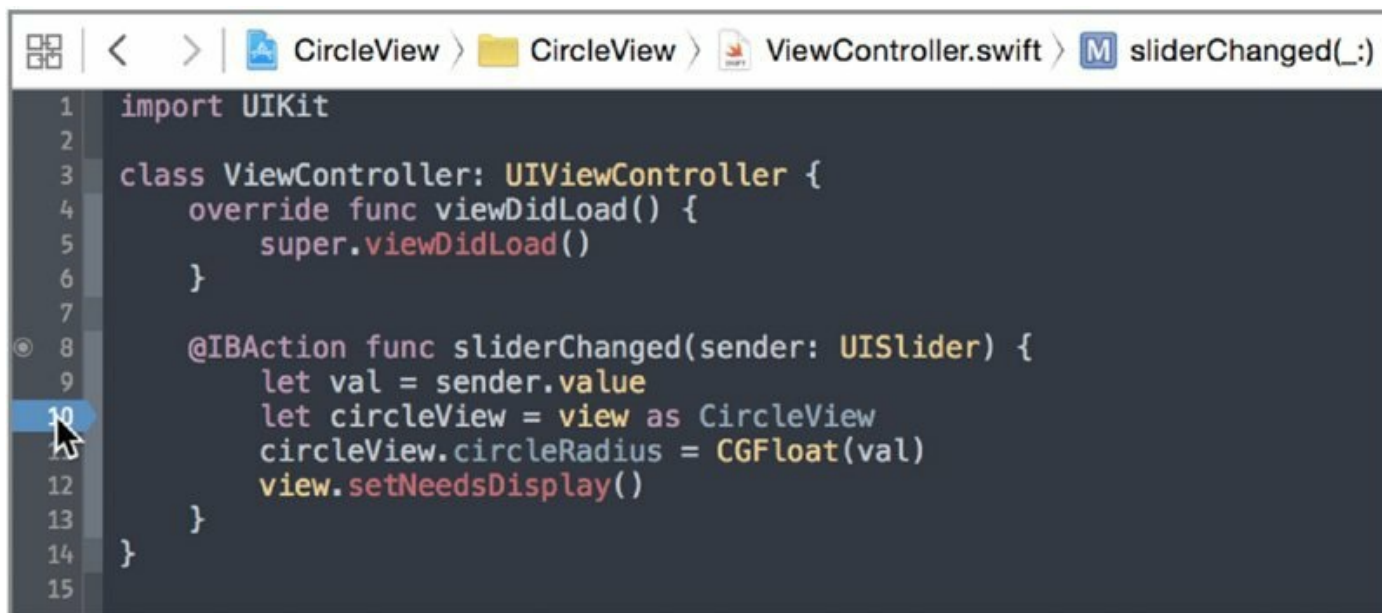 CircleView CircleView ViewController.swift M sliderChanged(_:)
1 import UIKit
2
3 class ViewController: UIViewController {
4     override func viewDidLoad() {
5         super.viewDidLoad()
6     }
7
8     @IBAction func sliderChanged(sender: UISlider) {
9         let val = sender.value
10         let circleView = view as CircleView
        circleView.circleRadius = CGFloat(val)
12         view.setNeedsDisplay()
13     }
14 }
15